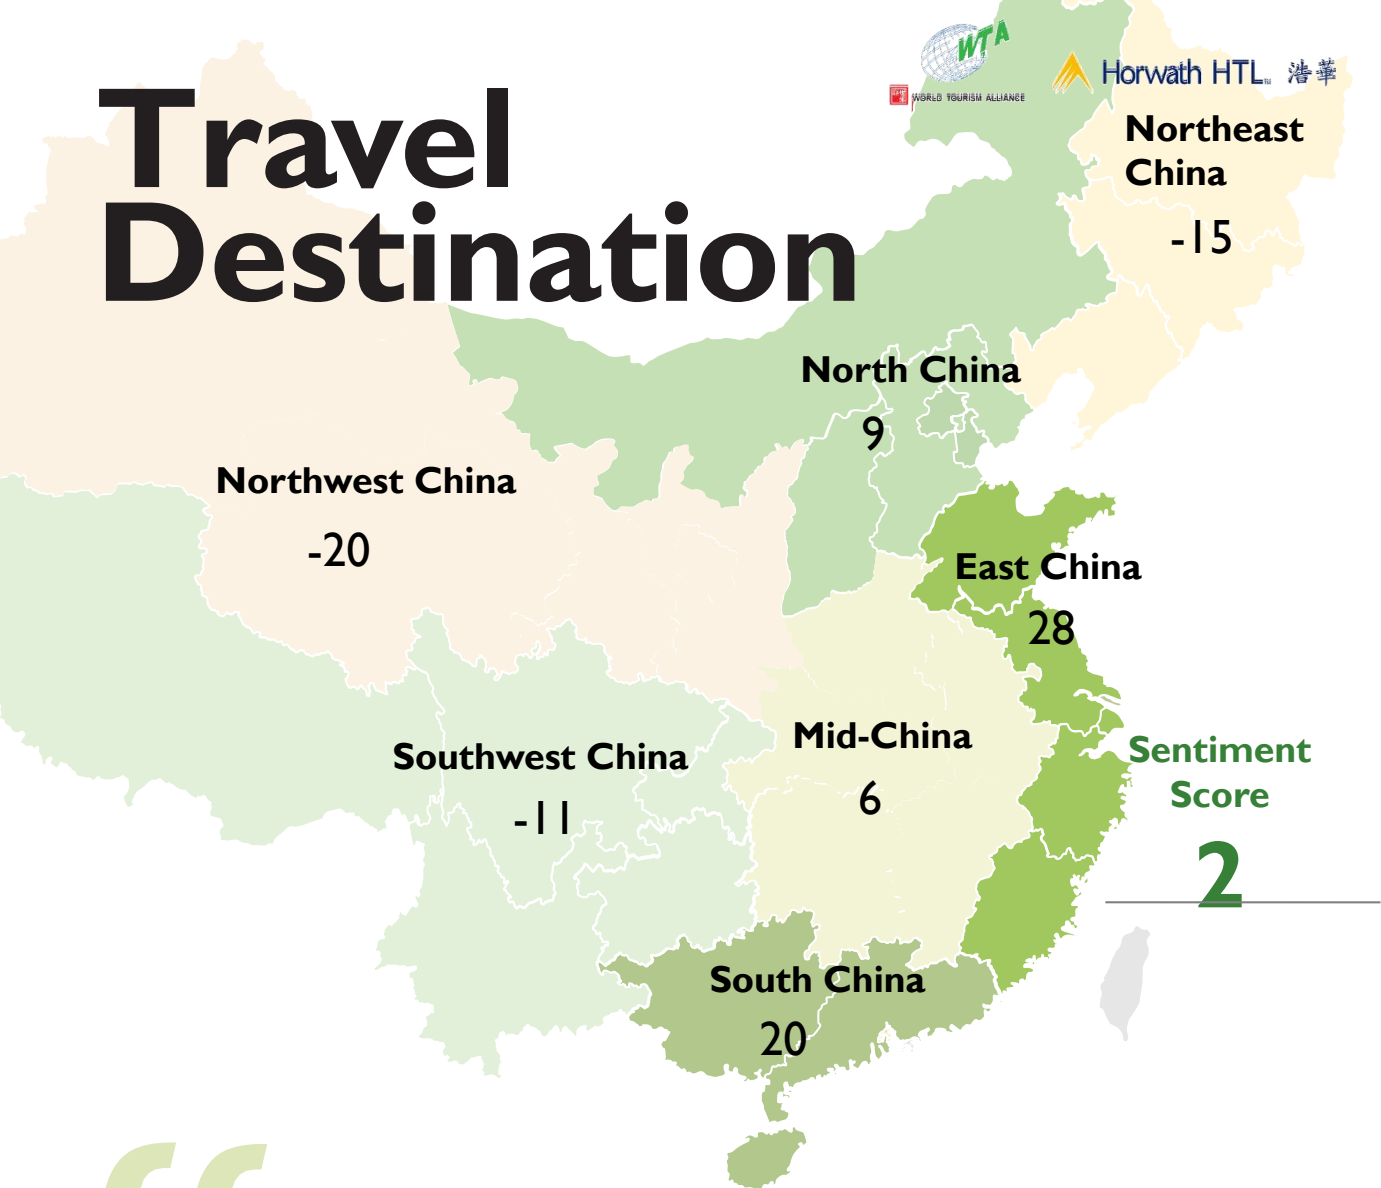 WTA
WORLD TOURISM ALLIANCE
Horwath HTL™ 浩華
Travel
Destination
Northeast
China
-15
North China
9
Northwest China
-20
East China
28
Mid-China
6
Southwest China
-11
Sentiment
Score
2
South China
20
“